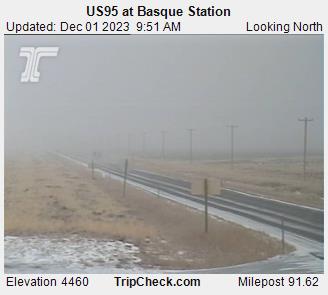 US95 at Basque Station
Updated: Dec 01 2023 9:51 AM Looking North
Elevation 4460 TripCheck.com Milepost 91.62